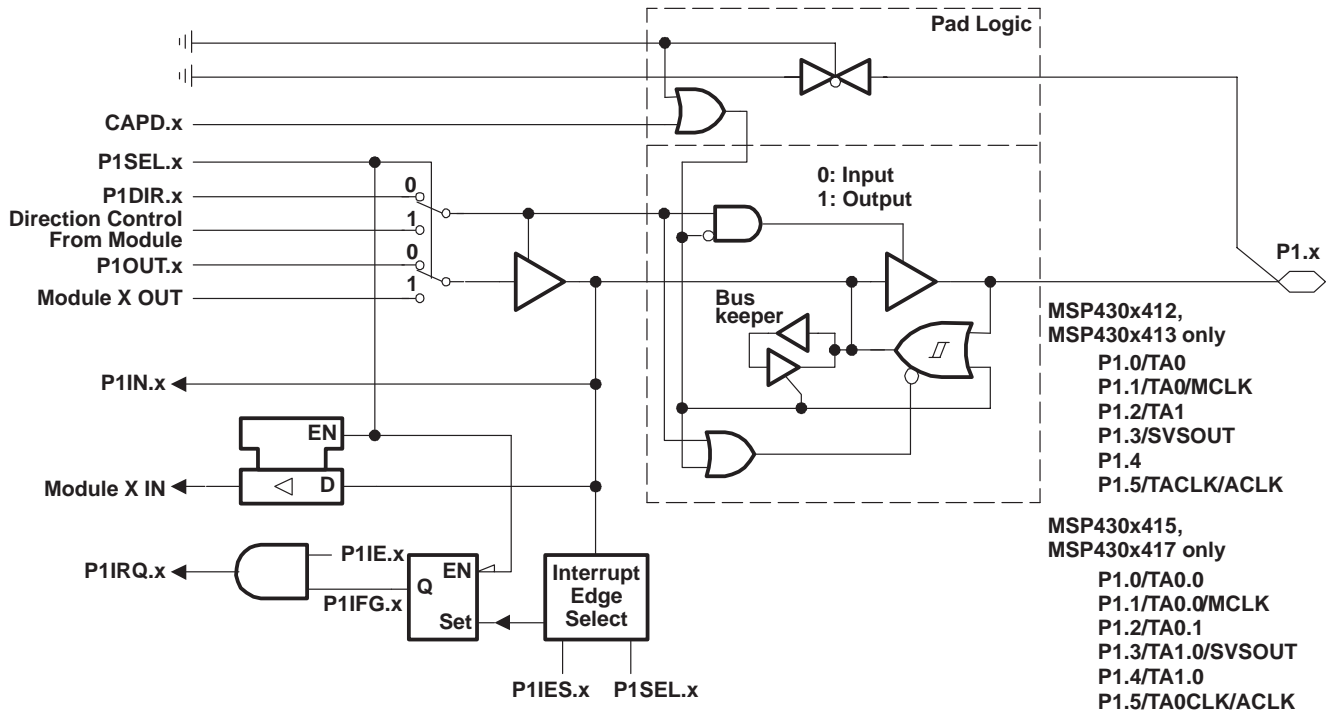 Pad Logic
CAPD.x
P1SEL.x
P1DIR.x
0
Direction Control
From Module
1
P1OUT.x
0
Module X OUT
1
0: Input
1: Output
P1.x
Bus
keeper
P1IN.x
EN
D
Module X IN
P1IRQ.x
P1IE.x
P1IFG.x
EN
Q
Set
Interrupt
Edge
Select
P1IES.x
P1SEL.x
MSP430x412,
MSP430x413 only
P1.0/TA0
P1.1/TA0/MCLK
P1.2/TA1
P1.3/SVSOUT
P1.4
P1.5/TACLK/ACLK
MSP430x415,
MSP430x417 only
P1.0/TA0.0
P1.1/TA0.0/MCLK
P1.2/TA0.1
P1.3/TA1.0/SVSOUT
P1.4/TA1.0
P1.5/TA0CLK/ACLK